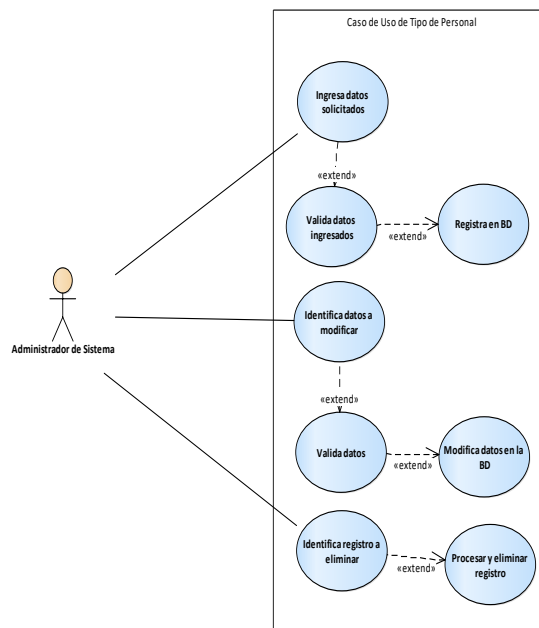 Caso de Uso de Tipo de Personal
Ingresa datos
solicitados
«extend»
Valida datos
ingresados
«extend»
Registra en BD
Administrador de Sistema
Identifica datos a
modificar
«extend»
Valida datos
«extend»
Modifica datos en la
BD
Identifica registro a
eliminar
«extend»
Procesar y eliminar
registro